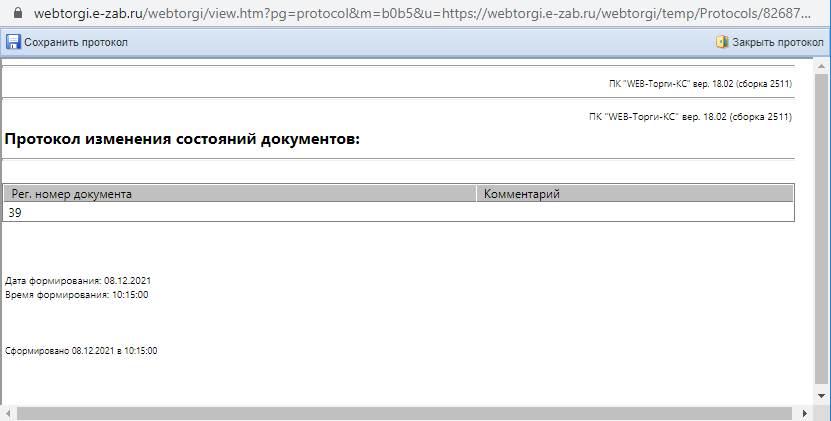 webtorgi.e-zab.ru/webtorgi/view.htm?pg=protocol&m=b0b5&u=https://webtorgi.e-zab.ru/webtorgi/temp/Protocols/82687...
Сохранить протокол Закрыть протокол
ПК "WEB-Торги-КС" вер. 18.02 (сборка 2511)
ПК "WEB-Торги-КС" вер. 18.02 (сборка 2511)
Протокол изменения состояний документов:
Рег. номер документа Комментарий
39
Дата формирования: 08.12.2021
Время формирования: 10:15:00
Сформировано 08.12.2021 в 10:15:00